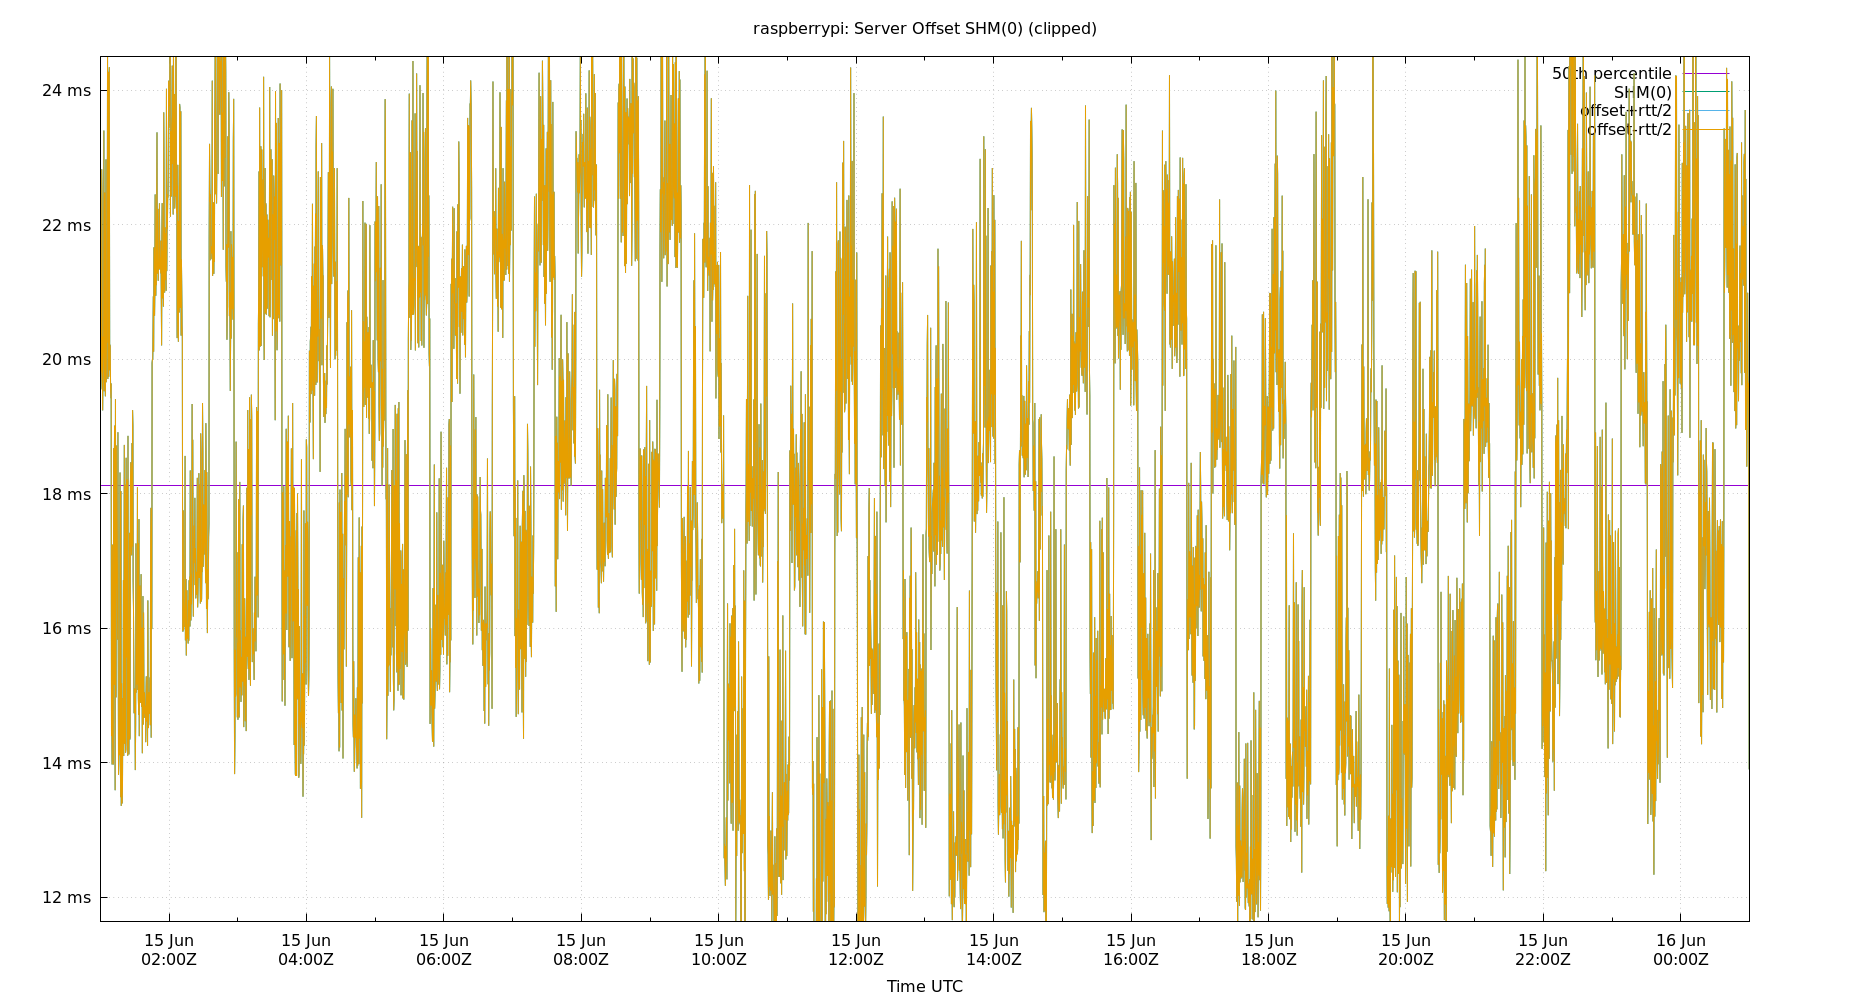 raspberrypi: Server Offset SHM(0) (clipped)
50th percentile
SHM(0)
offset+rtt/2
offset-rtt/2
24 ms
22 ms
20 ms
18 ms
16 ms
14 ms
12 ms
15 Jun 15 Jun 15 Jun 15 Jun 15 Jun 15 Jun 15 Jun 15 Jun 15 Jun 15 Jun 15 Jun 16 Jun
02:00Z 04:00Z 06:00Z 08:00Z 10:00Z 12:00Z 14:00Z 16:00Z 18:00Z 20:00Z 22:00Z 00:00Z
Time UTC